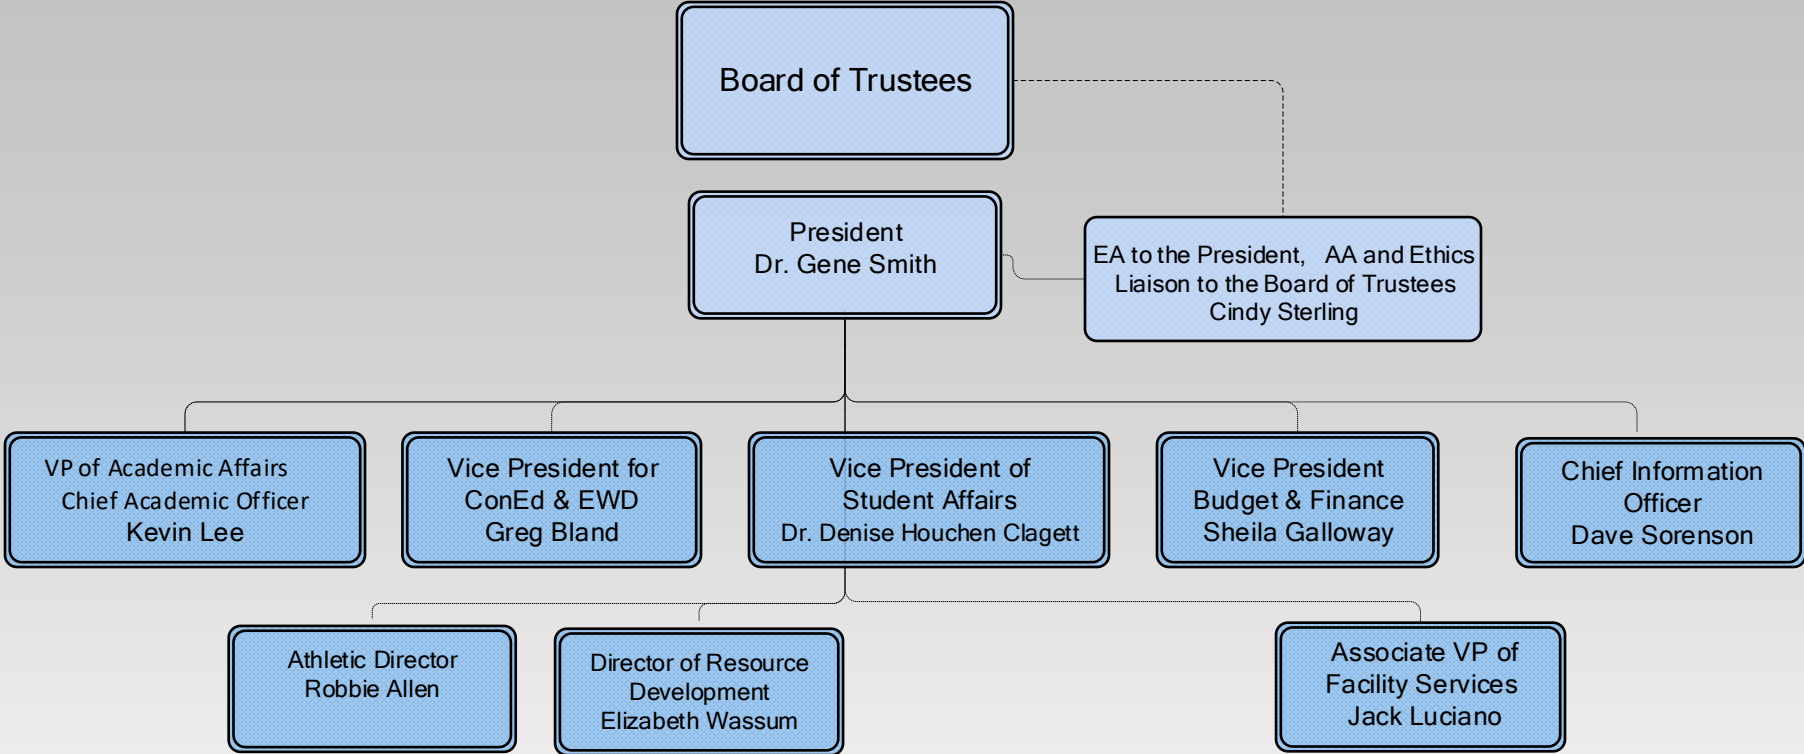 Board of Trustees
President
Dr. Gene Smith
EA to the President, AA and Ethics
Liaison to the Board of Trustees
Cindy Sterling
VP of Academic Affairs
Chief Academic Officer
Kevin Lee
Vice President for
ConEd & EWD
Greg Bland
Vice President of
Student Affairs
Dr. Denise Houchen Clagett
Vice President
Budget & Finance
Sheila Galloway
Chief Information
Officer
Dave Sorenson
Athletic Director
Robbie Allen
Director of Resource
Development
Elizabeth Wassum
Associate VP of
Facility Services
Jack Luciano